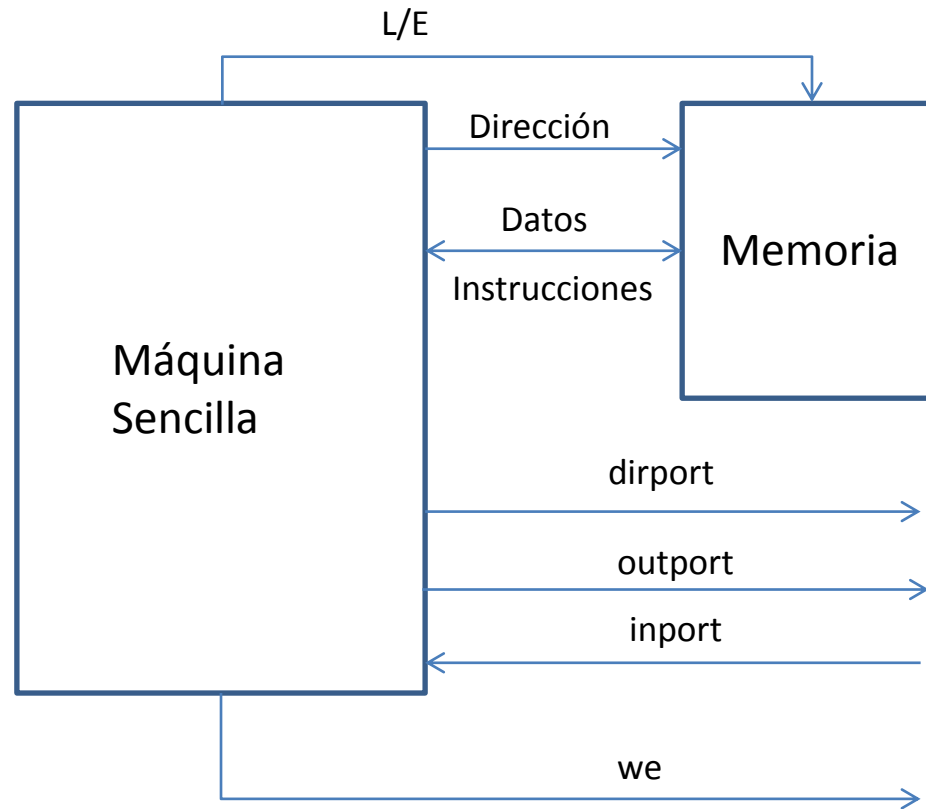 L/E
Dirección
Datos
Instrucciones
Memoria
Máquina
Sencilla
dirport
outport
inport
we